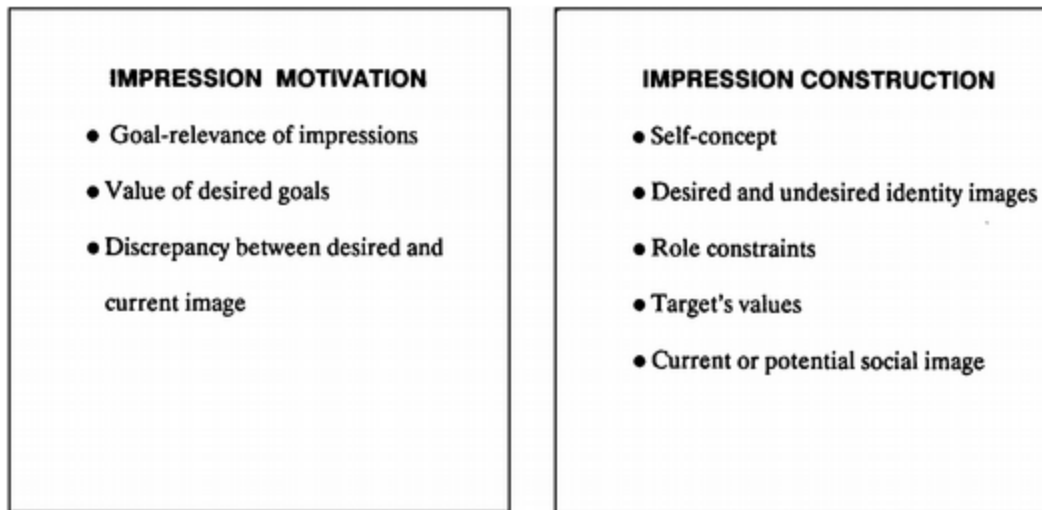 IMPRESSION MOTIVATION
● Goal-relevance of impressions
● Value of desired goals
● Discrepancy between desired and
current image
IMPRESSION CONSTRUCTION
● Self-concept
● Desired and undesired identity images
● Role constraints
● Target's values
● Current or potential social image